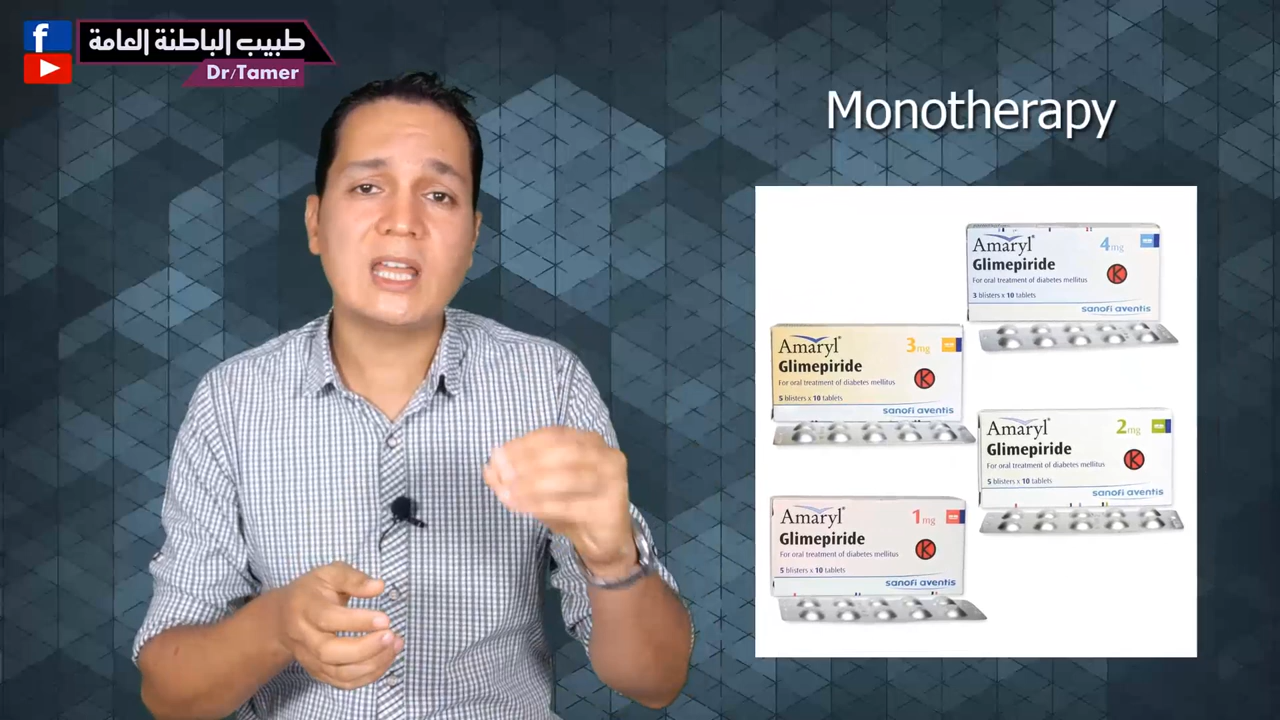 f
طبيب الباطنة العامة
Dr/Tamer
Monotherapy
Amaryl® 4mg
Glimepiride
For oral treatment of diabetes mellitus
K
3 blisters x 10 tablets
sanofi aventis
Amaryl® 3mg
Glimepiride
For oral treatment of diabetes mellitus
K
5 blisters x 10 tablets
sanofi aventis
Amaryl® 2mg
Glimepiride
For oral treatment of diabetes mellitus
K
5 blisters x 10 tablets
sanofi aventis
Amaryl® 1mg
Glimepiride
For oral treatment of diabetes mellitus
K
5 blisters x 10 tablets
sanofi aventis